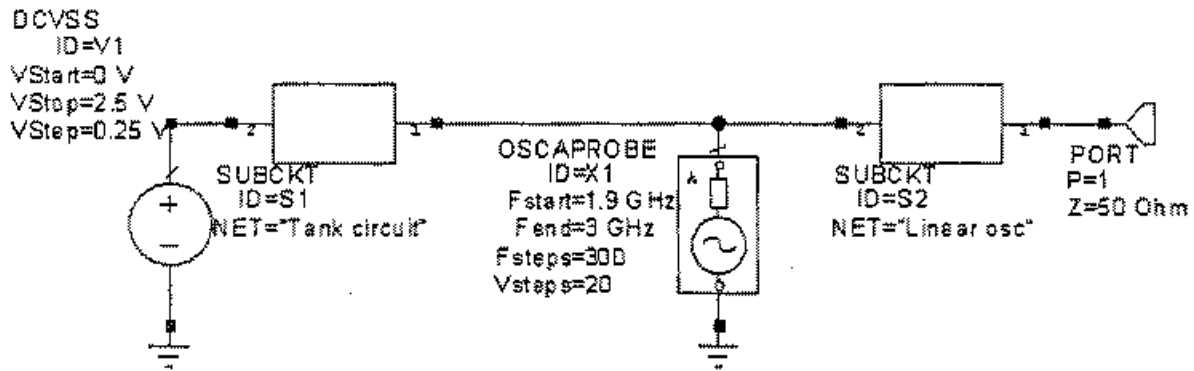 DCVSS
ID=V1
VStart=0 V
VStop=2.5 V
VStep=0.25 V
2
1
SUBCKT
ID=S1
NET="Tank circuit"
OSCAPROBE
ID=X1
Fstart=1.9 GHz
Fend=3 GHz
Fsteps=300
Vsteps=20
2
1
SUBCKT
ID=S2
NET="Linear osc"
PORT
P=1
Z=50 Ohm